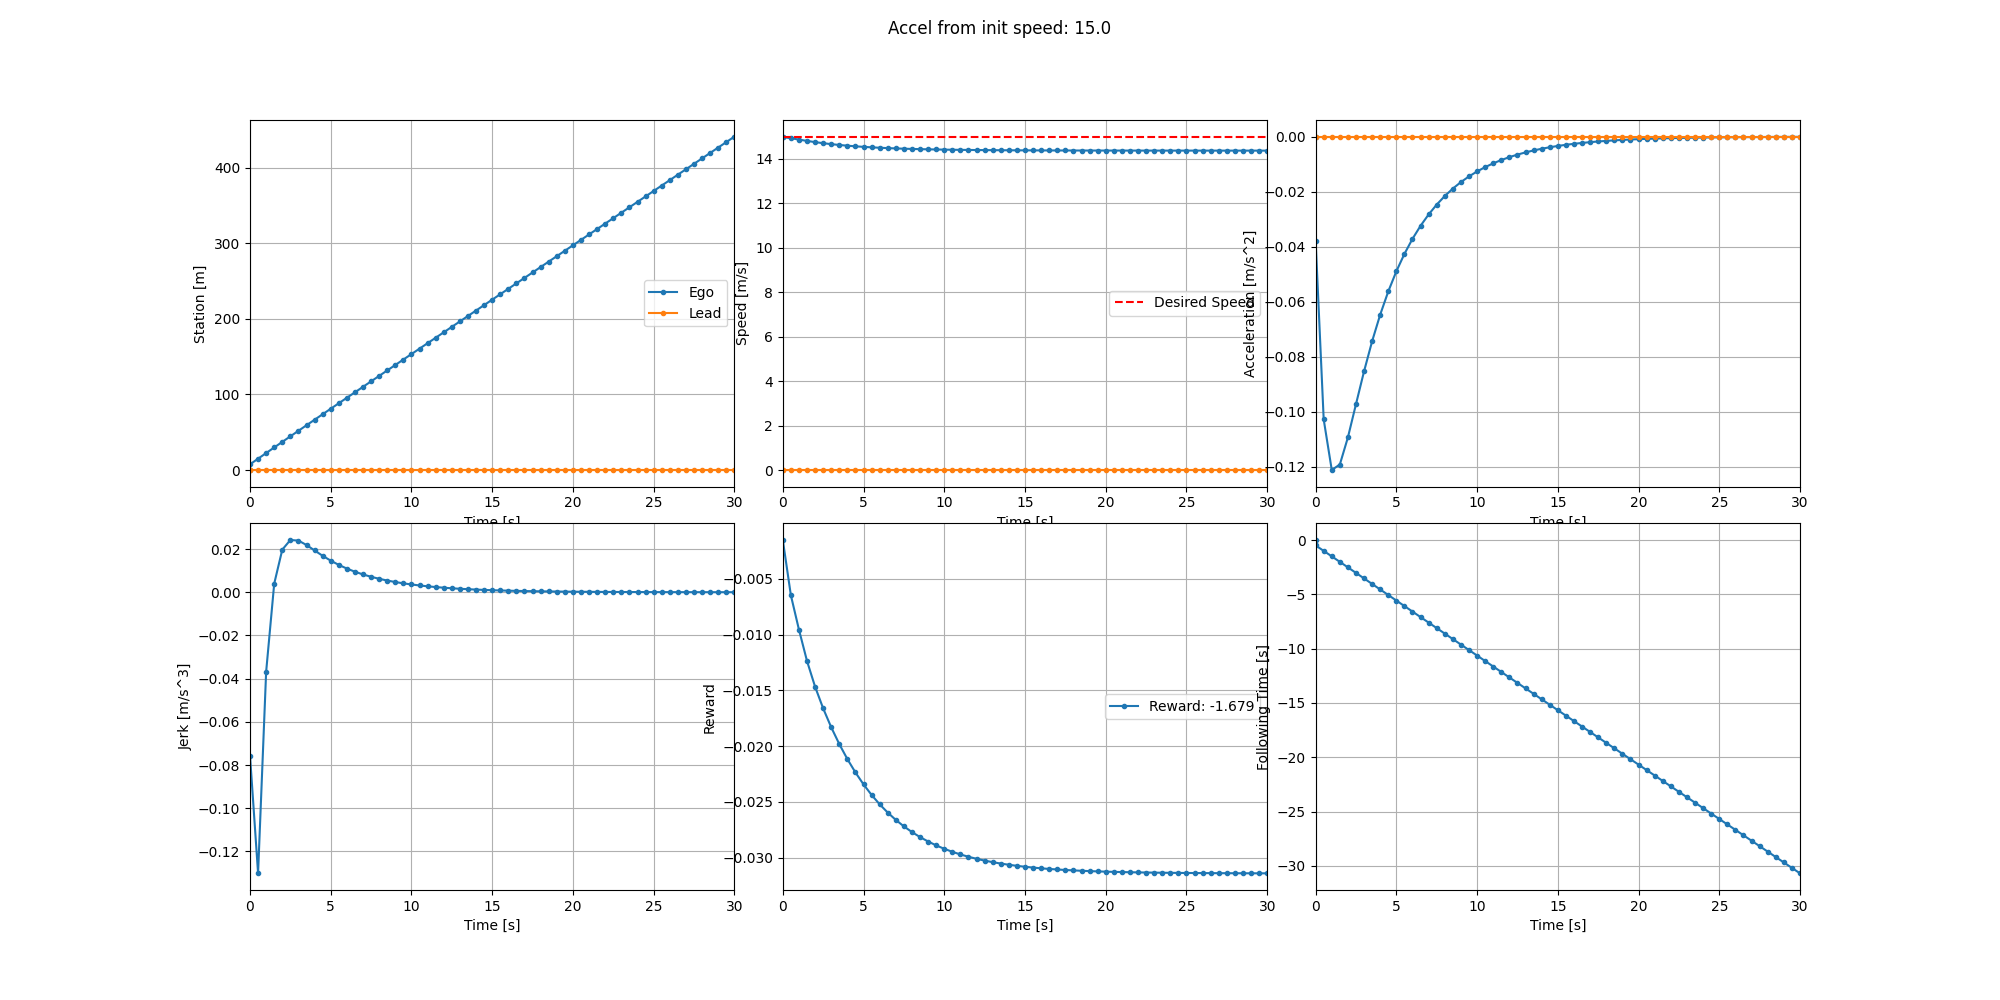 Accel from init speed: 15.0
Station [m]
400
300
200
100
0
Ego
Lead
0 5 10 15 20 25 30
Time [s]
Speed [m/s]
14
12
10
8
6
4
2
0
Desired Speed
0 5 10 15 20 25 30
Time [s]
Acceleration [m/s^2]
0.00
−0.02
−0.04
−0.06
−0.08
−0.10
−0.12
0 5 10 15 20 25 30
Time [s]
Jerk [m/s^3]
0.02
0.00
−0.02
−0.04
−0.06
−0.08
−0.10
−0.12
0 5 10 15 20 25 30
Time [s]
Reward
−0.005
−0.010
−0.015
−0.020
−0.025
−0.030
Reward: -1.679
0 5 10 15 20 25 30
Time [s]
Following Time [s]
0
−5
−10
−15
−20
−25
−30
0 5 10 15 20 25 30
Time [s]